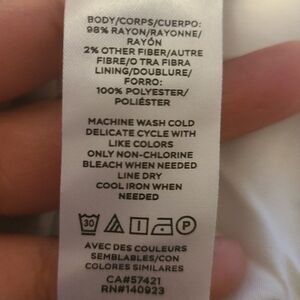 BODY/CORPS/CUERPO:
98% RAYON/RAYONNE/
RAYÓN
2% OTHER FIBER/AUTRE
FIBRE/O TRA FIBRA
LINING/DOUBLURE/
FORRO:
100% POLYESTER/
POLIÉSTER
MACHINE WASH COLD
DELICATE CYCLE WITH
LIKE COLORS
ONLY NON-CHLORINE
BLEACH WHEN NEEDED
LINE DRY
COOL IRON WHEN
NEEDED
30 P
AVEC DES COULEURS
SEMBLABLES/CON
COLORES SIMILARES
CA#57421
RN#140923